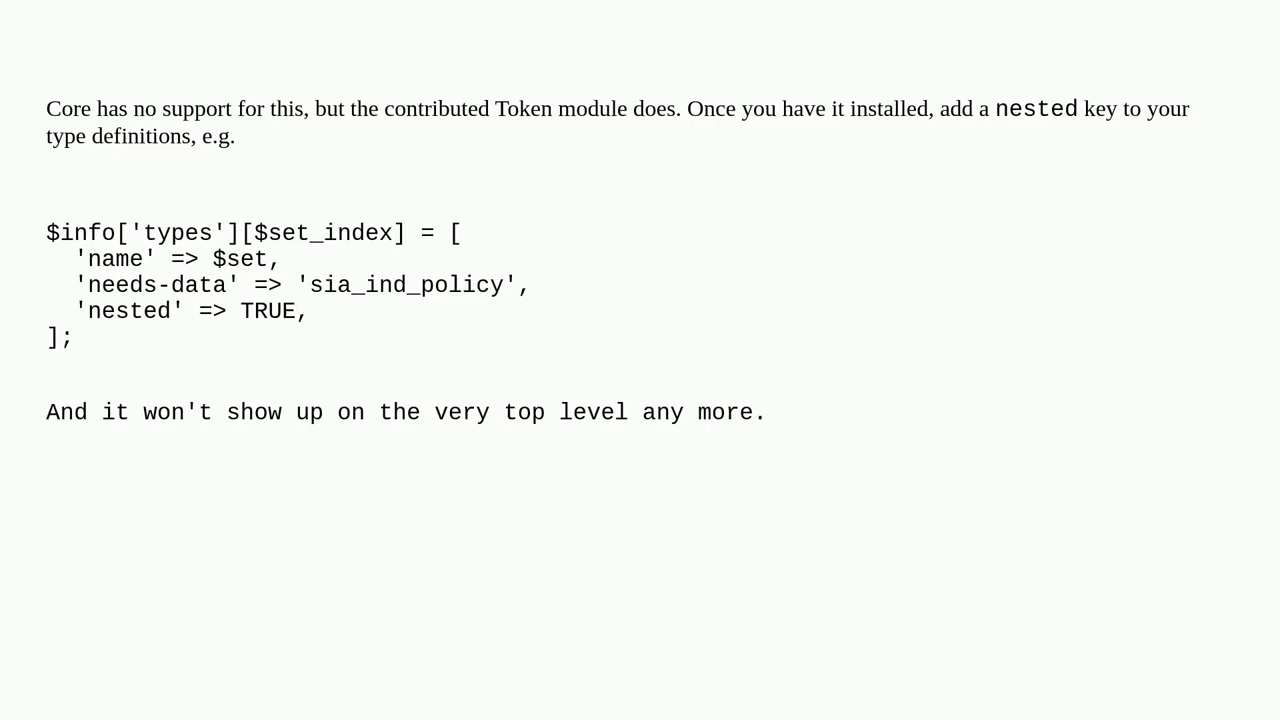 Core has no support for this, but the contributed Token module does. Once you have it installed, add a nested key to your
type definitions, e.g.
$info['types'][$set_index] = [
  'name' => $set,
  'needs-data' => 'sia_ind_policy',
  'nested' => TRUE,
];
And it won't show up on the very top level any more.